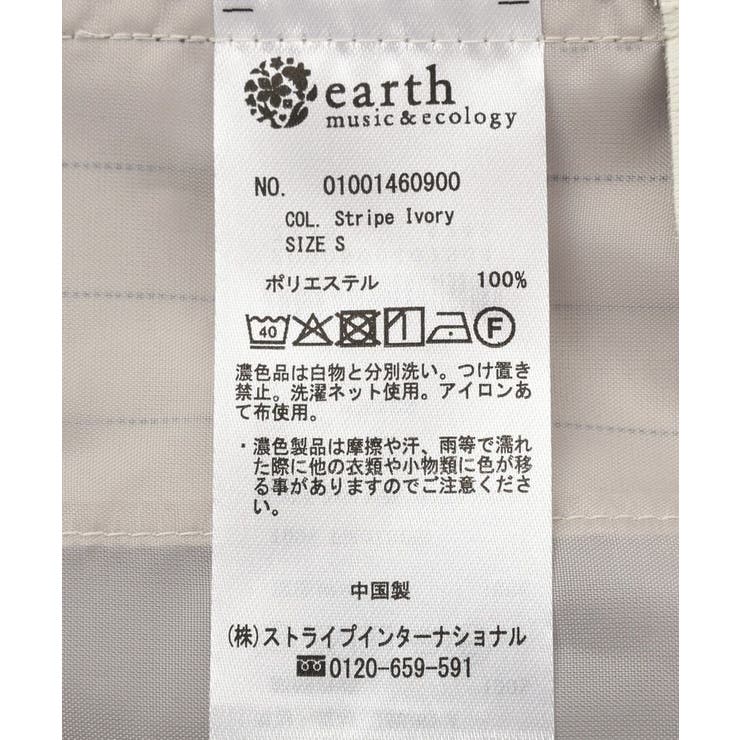 earth
music&ecology
NO. 01001460900
COL. Stripe Ivory
SIZE S
ポリエステル 100%
40 F
濃色品は白物と分別洗い。つけ置き
禁止。洗濯ネット使用。アイロンあ
て布使用。
・濃色製品は摩擦や汗、雨等で濡れ
た際に他の衣類や小物類に色が移
る事がありますのでご注意くださ
い。
中国製
(株)ストライプインターナショナル
0120-659-591